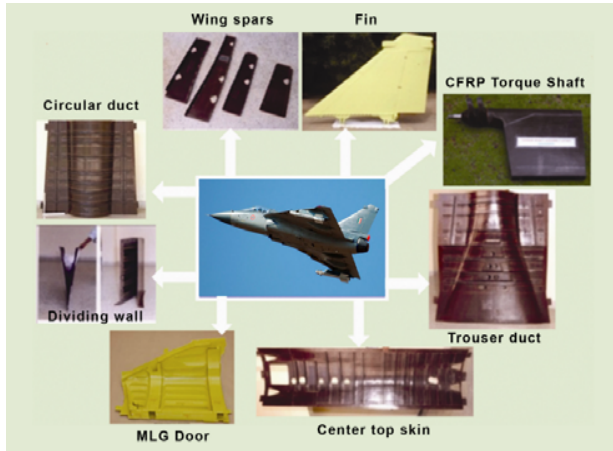 Wing spars
Fin
CFRP Torque Shaft
Circular duct
Dividing wall
Trouser duct
MLG Door
Center top skin